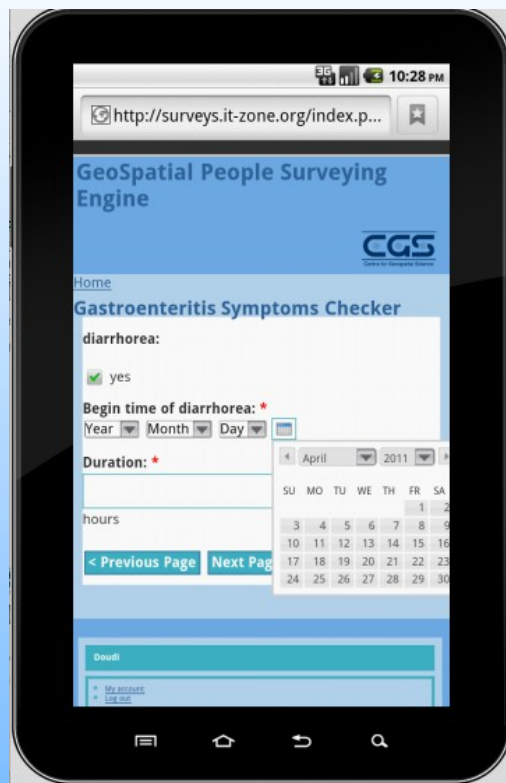 3G 10:28 PM
http://surveys.it-zone.org/index.p...
GeoSpatial People Surveying
Engine
CGS
Centre for Geospatial Science
Home
Gastroenteritis Symptoms Checker
diarrhorea:
yes
Begin time of diarrhorea: *
Year Month Day
Duration: *
April 2011
SU MO TU WE TH FR SA
1 2
3 4 5 6 7 8 9
10 11 12 13 14 15 16
17 18 19 20 21 22 23
24 25 26 27 28 29 30
hours
< Previous Page Next Pag
Doudi
My account
Log out